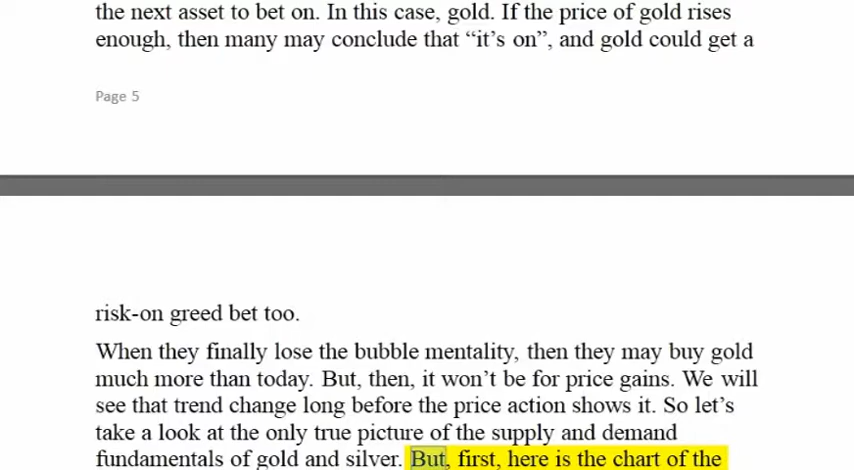 the next asset to bet on. In this case, gold. If the price of gold rises
enough, then many may conclude that “it’s on”, and gold could get a
Page 5
risk-on greed bet too.
When they finally lose the bubble mentality, then they may buy gold
much more than today. But, then, it won’t be for price gains. We will
see that trend change long before the price action shows it. So let’s
take a look at the only true picture of the supply and demand
fundamentals of gold and silver. But, first, here is the chart of the